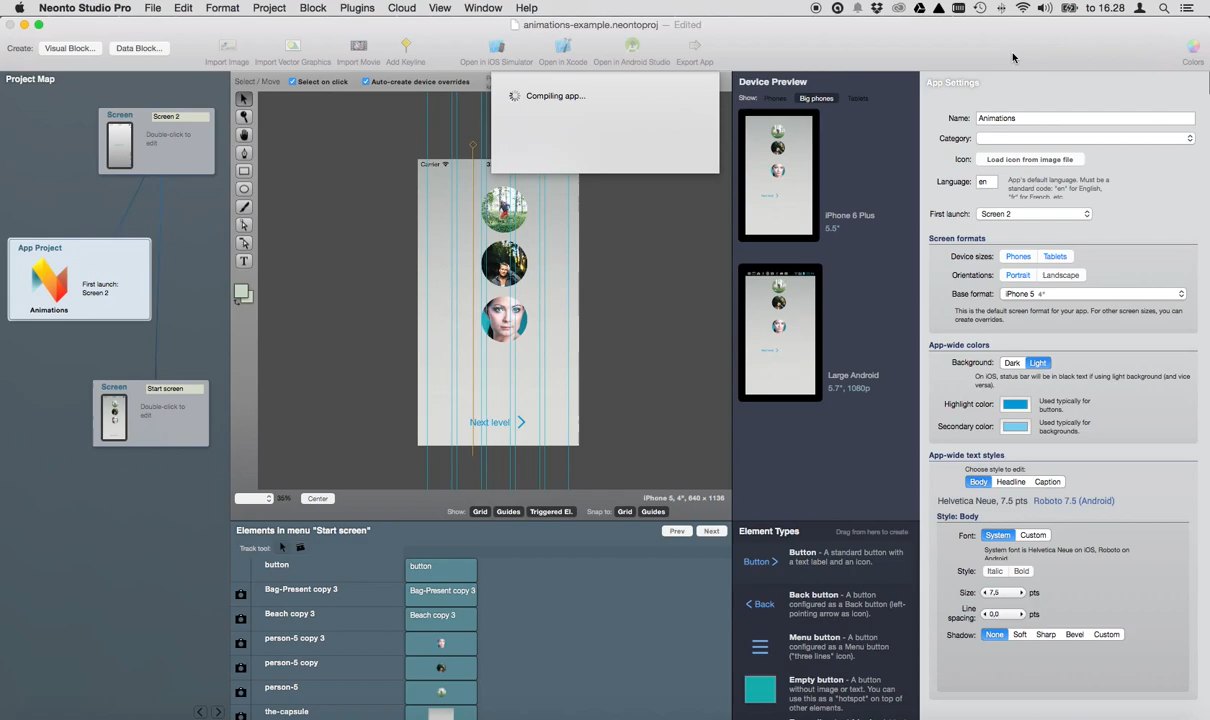 Neonto Studio Pro File Edit Format Project Block Plugins Cloud View Window Help to 16.28
animations-example.neontoproj — Edited
Create: Visual Block... Data Block... Import Image Import Vector Graphics Import Movie Add Keyline Open in iOS Simulator Open in Xcode Open in Android Studio Export App Colors
Project Map
Select / Move Select on click Auto-create device overrides
Compiling app...
Device Preview
Show: Phones Big phones Tablets
App Settings
Screen
Screen 2
Double-click to
edit
App Project
First launch:
Screen 2
Animations
Screen
Start screen
Double-click to
edit
Carrier
Next level
35% Center
iPhone 5, 4", 640 × 1136
Show: Grid Guides Triggered El. Snap to: Grid Guides
iPhone 6 Plus
5.5"
Large Android
5.7", 1080p
Name: Animations
Category:
Icon: Load icon from image file
Language: en
App's default language. Must be a
standard code: "en" for English,
"fr" for French, etc.
First launch: Screen 2
Screen formats
Device sizes: Phones Tablets
Orientations: Portrait Landscape
Base format: iPhone 5 4"
This is the default screen format for your app. For other screen sizes, you can
create overrides.
App-wide colors
Background: Dark Light
On iOS, status bar will be in black text if using light background (and vice
versa).
Highlight color: Used typically for
buttons.
Secondary color: Used typically for
backgrounds.
App-wide text styles
Choose style to edit:
Body Headline Caption
Helvetica Neue, 7.5 pts Roboto 7.5 (Android)
Style: Body
Font: System Custom
System font is Helvetica Neue on iOS, Roboto on
Android.
Style: Italic Bold
Size: 7,5 pts
Line
spacing: 0,0 pts
Shadow: None Soft Sharp Bevel Custom
Elements in menu "Start screen"
Prev Next
Track tool:
button button
Bag-Present copy 3 Bag-Present copy 3
Beach copy 3 Beach copy 3
person-5 copy 3
person-5 copy
person-5
the-capsule
Element Types Drag from here to create
Button
Button - A standard button with
a text label and an icon.
Back
Back button - A button
configured as a Back button (left-
pointing arrow as icon).
Menu button - A button
configured as a Menu button
("three lines" icon).
Empty button - A button
without image or text. You can
use this as a "hotspot" on top of
other elements.